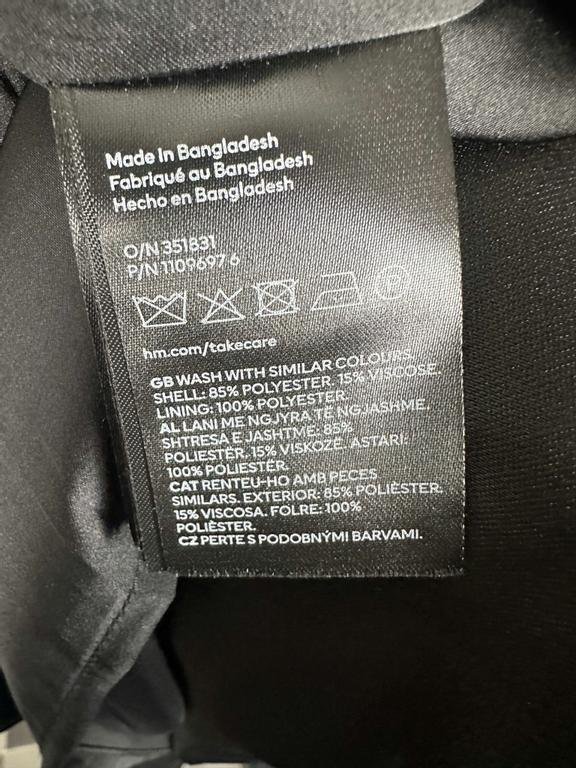 Made in Bangladesh
Fabriqué au Bangladesh
Hecho en Bangladesh
O/N 351831
P/N 1109697 6
P
hm.com/takecare
GB WASH WITH SIMILAR COLOURS.
SHELL: 85% POLYESTER. 15% VISCOSE.
LINING: 100% POLYESTER.
AL LANI ME NGJYRA TË NGJASHME.
SHTRESA E JASHTME: 85%
POLIESTËR. 15% VISKOZË. ASTARI:
100% POLIESTËR.
CAT RENTEU-HO AMB PECES
SIMILARS. EXTERIOR: 85% POLIÈSTER.
15% VISCOSA. FOLRE: 100%
POLIÈSTER.
CZ PERTE S PODOBNÝMI BARVAMI.